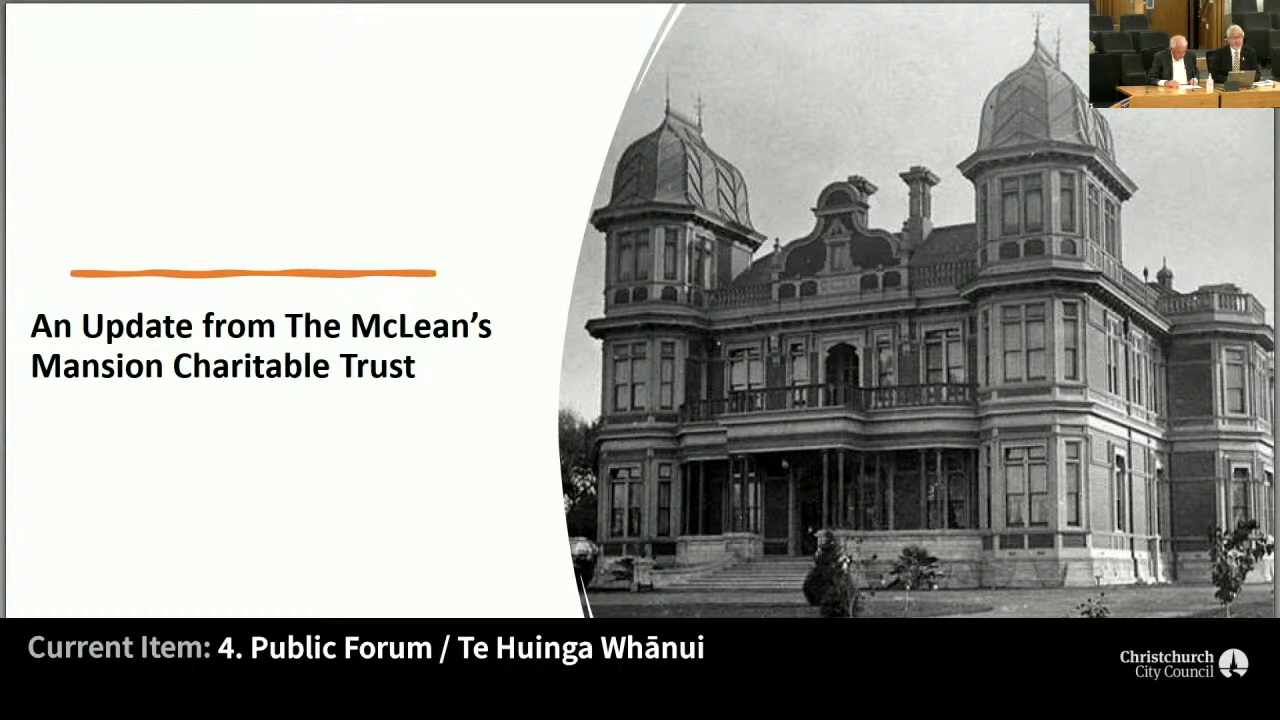 An Update from The McLean’s
Mansion Charitable Trust
Current Item: 4. Public Forum / Te Huinga Whānui
Christchurch
City Council